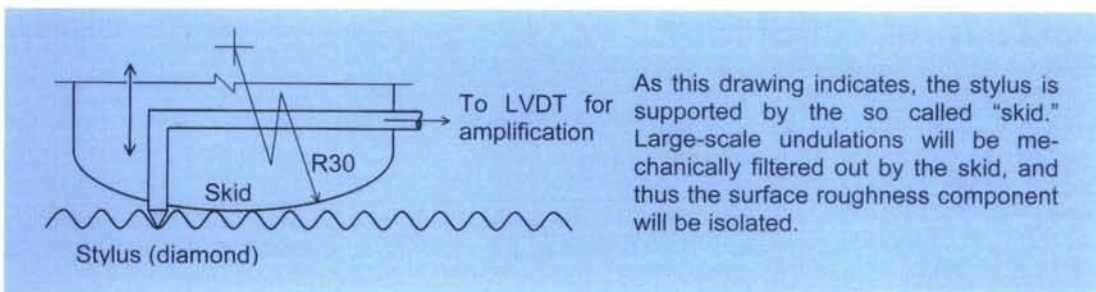 To LVDT for
amplification
R30
Skid
Stylus (diamond)
As this drawing indicates, the stylus is
supported by the so called “skid.”
Large-scale undulations will be me-
chanically filtered out by the skid, and
thus the surface roughness component
will be isolated.